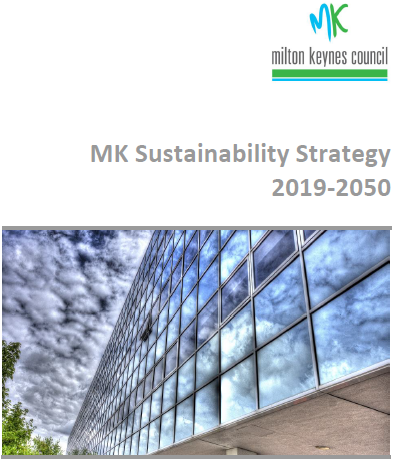 MK
milton keynes council
MK Sustainability Strategy
2019-2050